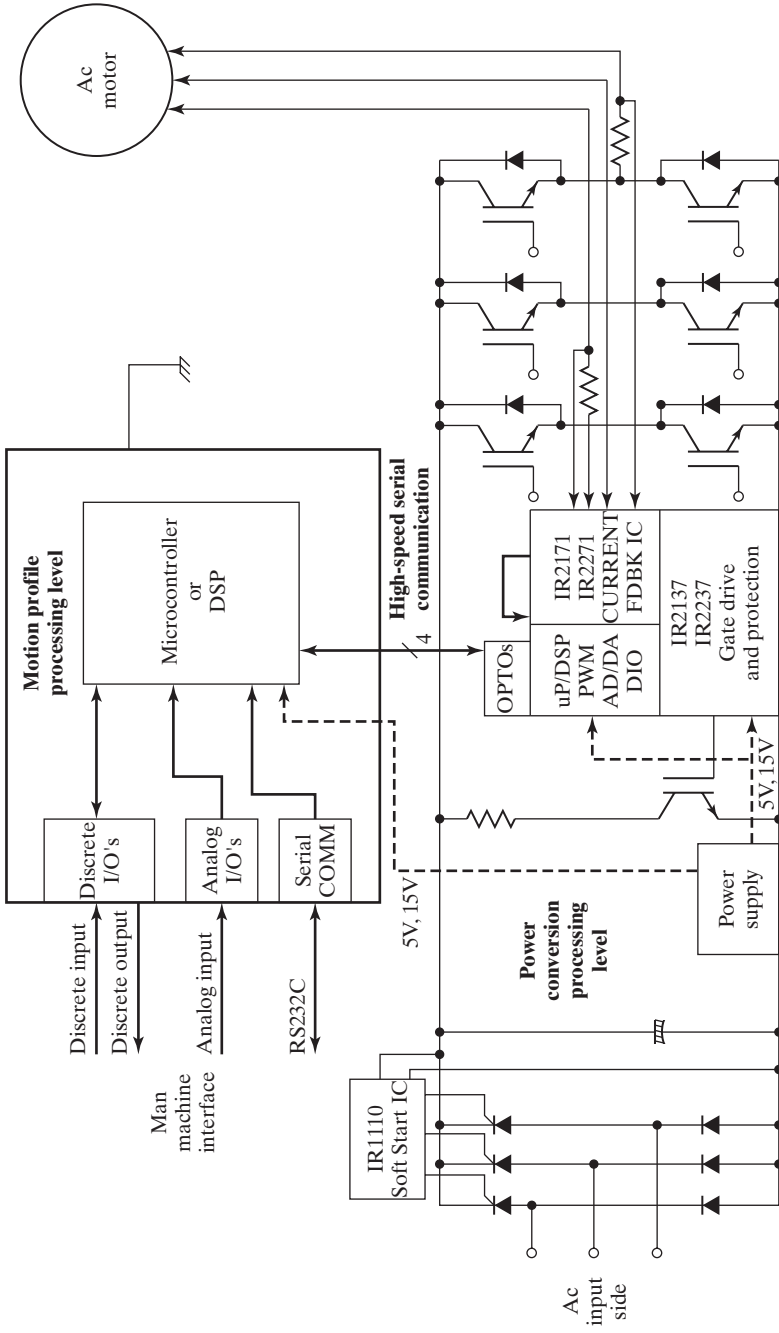 Man
machine
interface
Discrete input
Discrete output
Analog input
RS232C
Motion profile
processing level
Discrete
I/O's
Analog
I/O's
Serial
COMM
Microcontroller
or
DSP
Ac
motor
High-speed serial
communication
4
5V, 15V
IR1110
Soft Start IC
Ac
input
side
Power
conversion
processing
level
Power
supply
5V, 15V
OPTOs
uP/DSP
PWM
AD/DA
DIO
IR2171
IR2271
CURRENT
FDBK IC
IR2137
IR2237
Gate drive
and protection